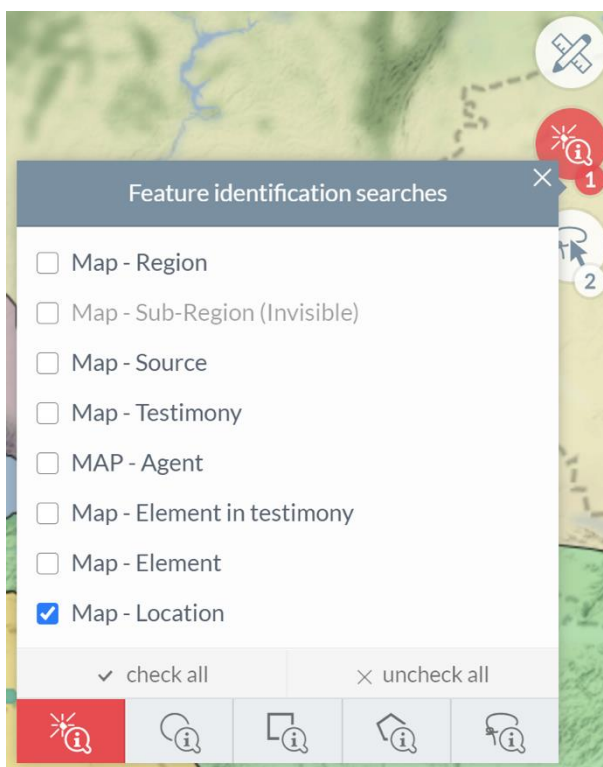 1
Feature identification searches
2
Map - Region
Map - Sub-Region (Invisible)
Map - Source
Map - Testimony
MAP - Agent
Map - Element in testimony
Map - Element
Map - Location
check all
uncheck all